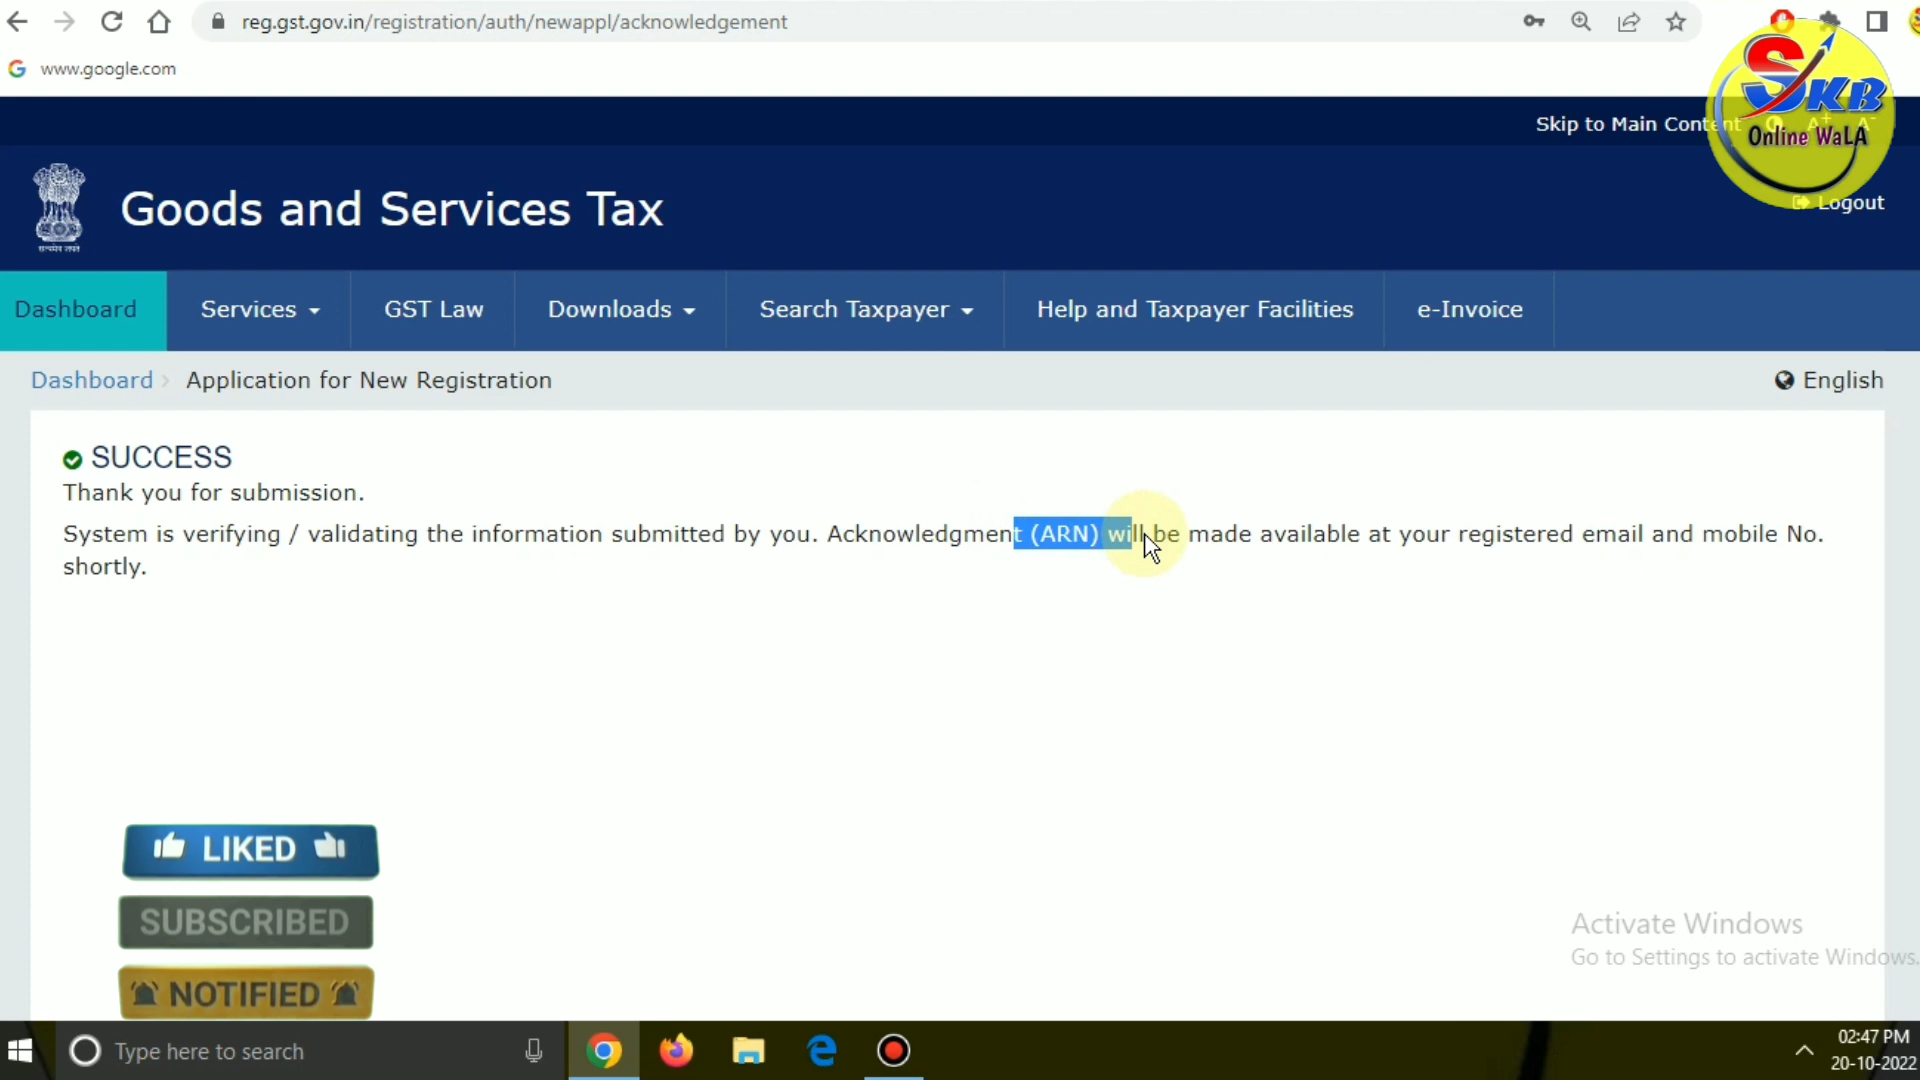 reg.gst.gov.in/registration/auth/newappl/acknowledgement
www.google.com
Skip to Main Content
SKB
Online WaLA
Logout
सत्यमेव जयते
Goods and Services Tax
Dashboard Services GST Law Downloads Search Taxpayer Help and Taxpayer Facilities e-Invoice
Dashboard Application for New Registration English
SUCCESS
Thank you for submission.
System is verifying / validating the information submitted by you. Acknowledgment (ARN) will be made available at your registered email and mobile No.
shortly.
LIKED
SUBSCRIBED
NOTIFIED
Activate Windows
Go to Settings to activate Windows.
Type here to search
02:47 PM
20-10-2022